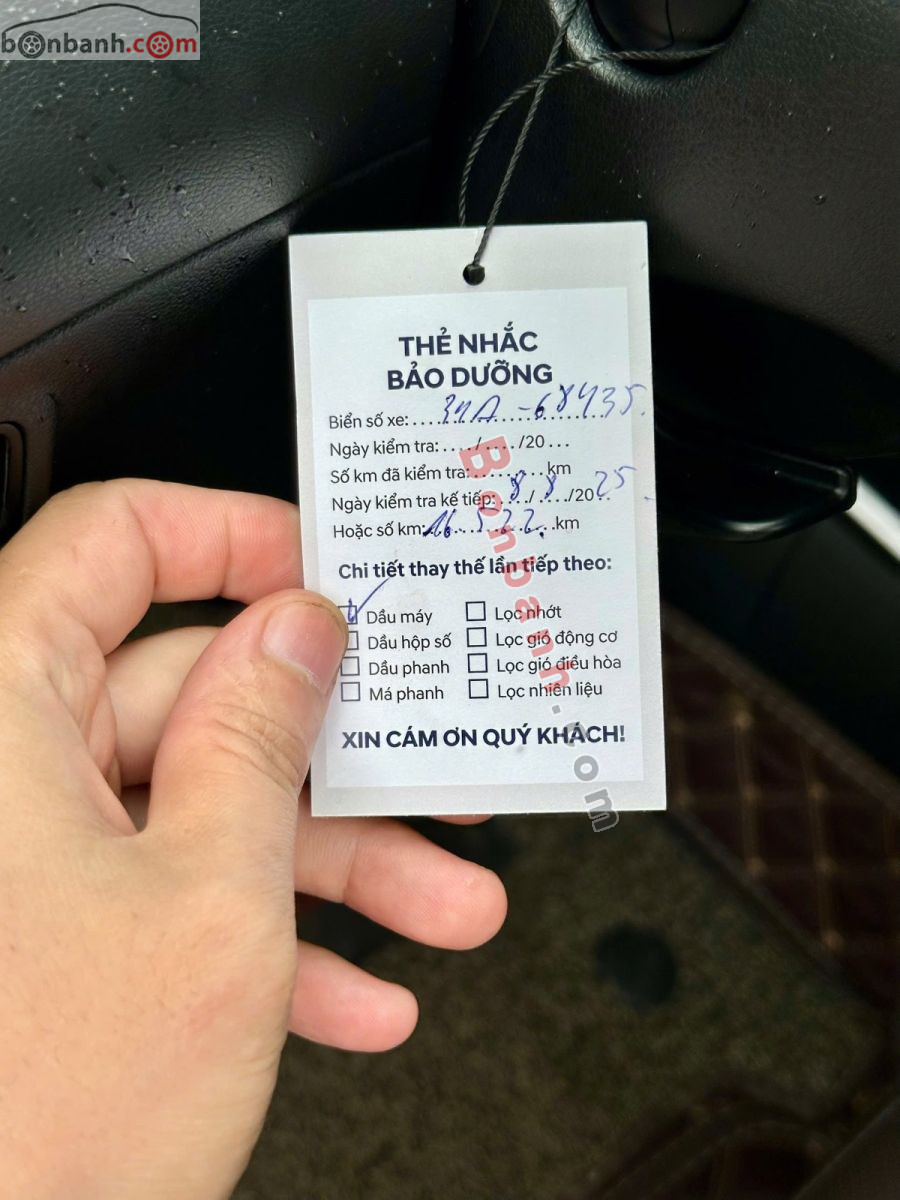 bonbanh.com
THẺ NHẮC
BẢO DƯỠNG
Biển số xe: 34A - 68435.
Ngày kiểm tra: ..../..../20 ...
Số km đã kiểm tra: ..........km
Ngày kiểm tra kế tiếp: 8/ 8/2025
Hoặc số km: 16.522.km
Chi tiết thay thế lần tiếp theo:
Dầu máy Lọc nhớt
Dầu hộp số Lọc gió động cơ
Dầu phanh Lọc gió điều hòa
Má phanh Lọc nhiên liệu
XIN CÁM ƠN QUÝ KHÁCH!
Bonbanh.com